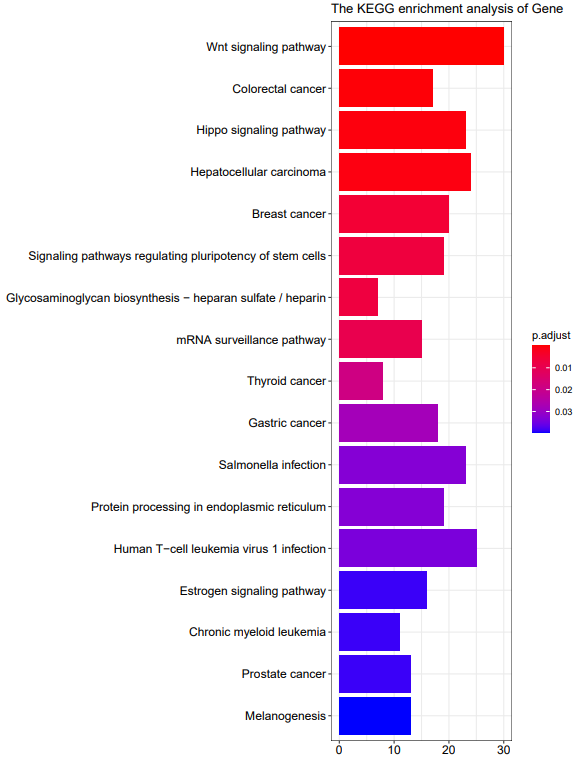 The KEGG enrichment analysis of Gene
Wnt signaling pathway
Colorectal cancer
Hippo signaling pathway
Hepatocellular carcinoma
Breast cancer
Signaling pathways regulating pluripotency of stem cells
Glycosaminoglycan biosynthesis − heparan sulfate / heparin
mRNA surveillance pathway
Thyroid cancer
Gastric cancer
Salmonella infection
Protein processing in endoplasmic reticulum
Human T−cell leukemia virus 1 infection
Estrogen signaling pathway
Chronic myeloid leukemia
Prostate cancer
Melanogenesis
0 10 20 30
p.adjust
0.01
0.02
0.03